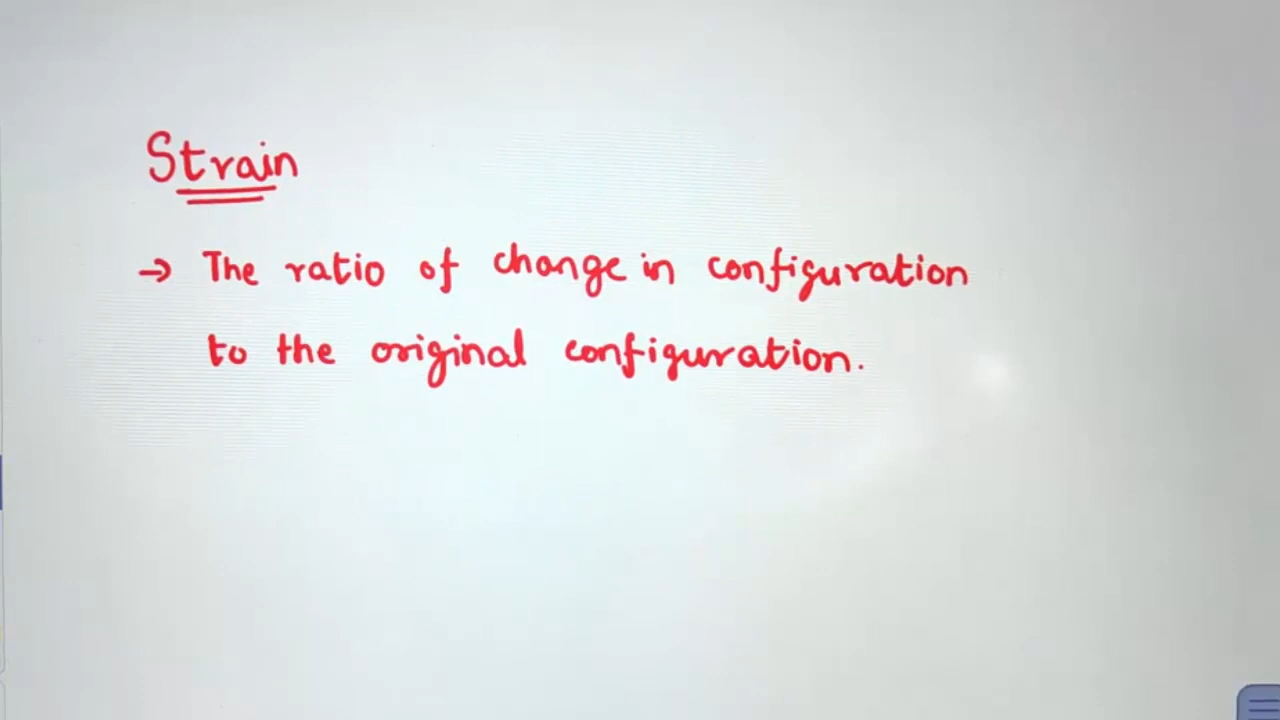 Strain
→ The ratio of change in configuration
to the original configuration.